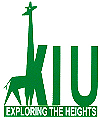 KIU
EXPLORING THE HEIGHTS